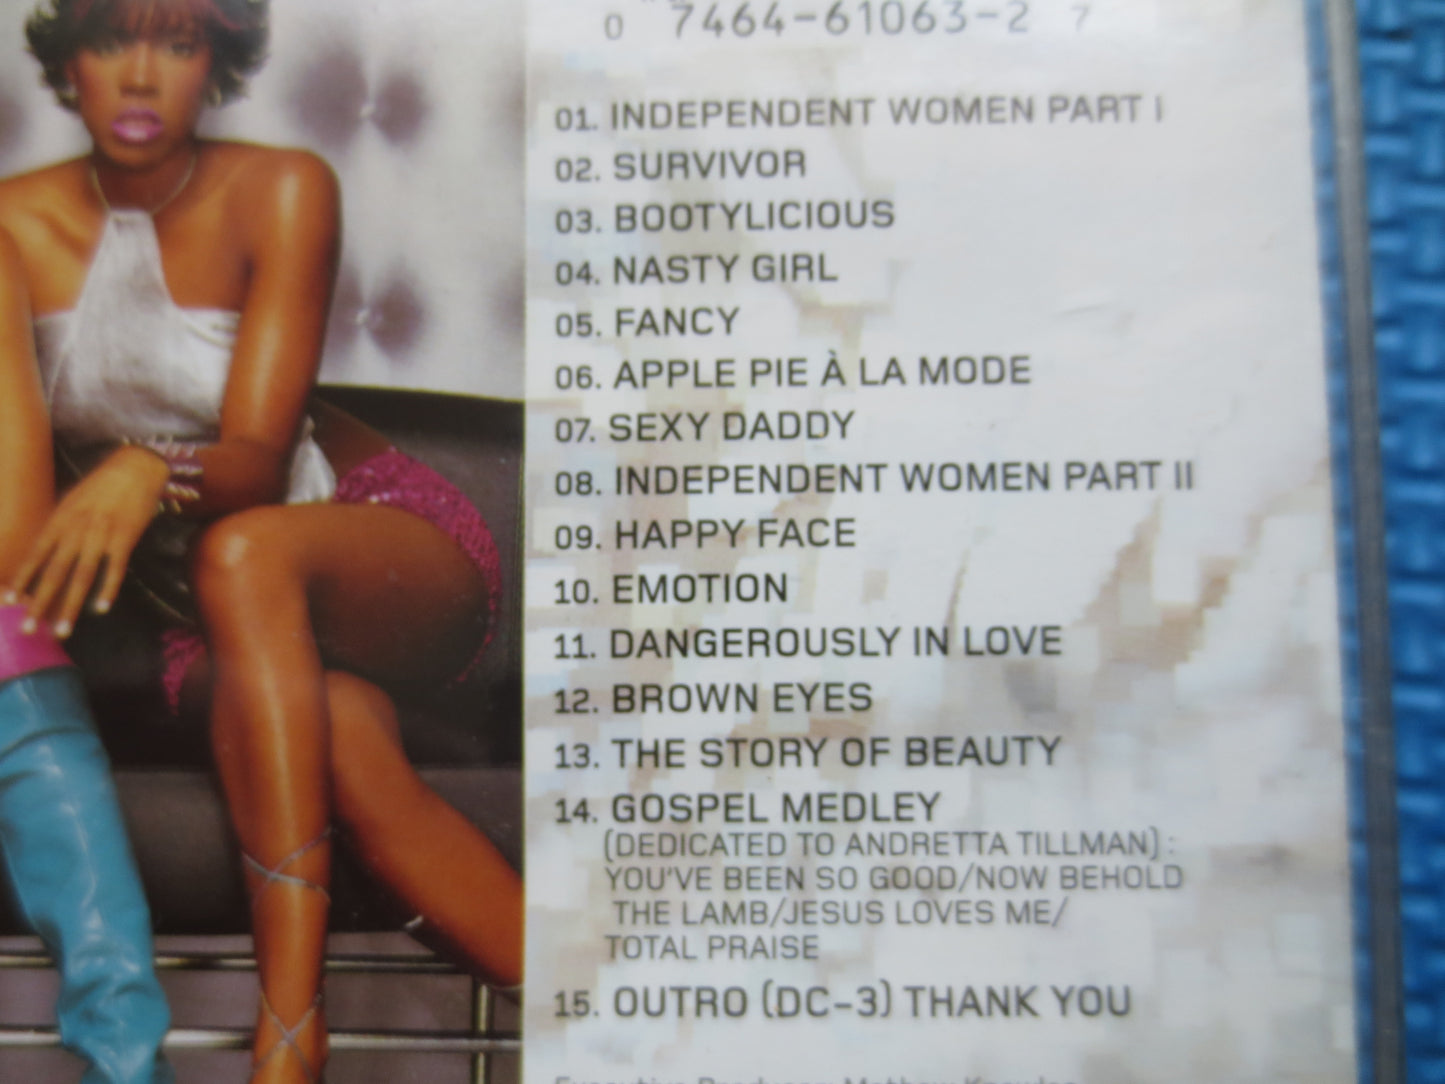 0 7464-61063-2 7
01. INDEPENDENT WOMEN PART I
02. SURVIVOR
03. BOOTYLICIOUS
04. NASTY GIRL
05. FANCY
06. APPLE PIE À LA MODE
07. SEXY DADDY
08. INDEPENDENT WOMEN PART II
09. HAPPY FACE
10. EMOTION
11. DANGEROUSLY IN LOVE
12. BROWN EYES
13. THE STORY OF BEAUTY
14. GOSPEL MEDLEY
(DEDICATED TO ANDRETTA TILLMAN) :
YOU'VE BEEN SO GOOD/NOW BEHOLD
THE LAMB/JESUS LOVES ME/
TOTAL PRAISE
15. OUTRO (DC-3) THANK YOU